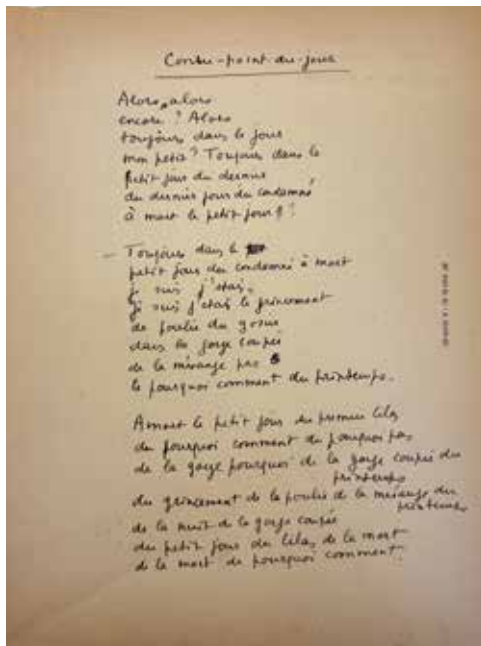 Contre-point-du-jour
Alors, alors
encore ? Alors
toujours dans le jour
mon petit ? Toujours dans le
petit jour du dernier
du dernier jour du condamné
à mort le petit jour ?
— Toujours dans le
petit jour du condamné à mort
je suis j'étais.
je suis j'étais le grincement
de poulie du gosier
dans la gorge coupée
de la mésange pas
le pourquoi comment du printemps.
Amont le petit jour du premier lilas
du pourquoi comment du pourquoi pas
de la gorge pourquoi de la gorge coupée du
printemps
du grincement de la poulie de la mésange du
printemps
de la nuit de la gorge coupée
du petit jour du lilas de la mort
de la mort du pourquoi comment.